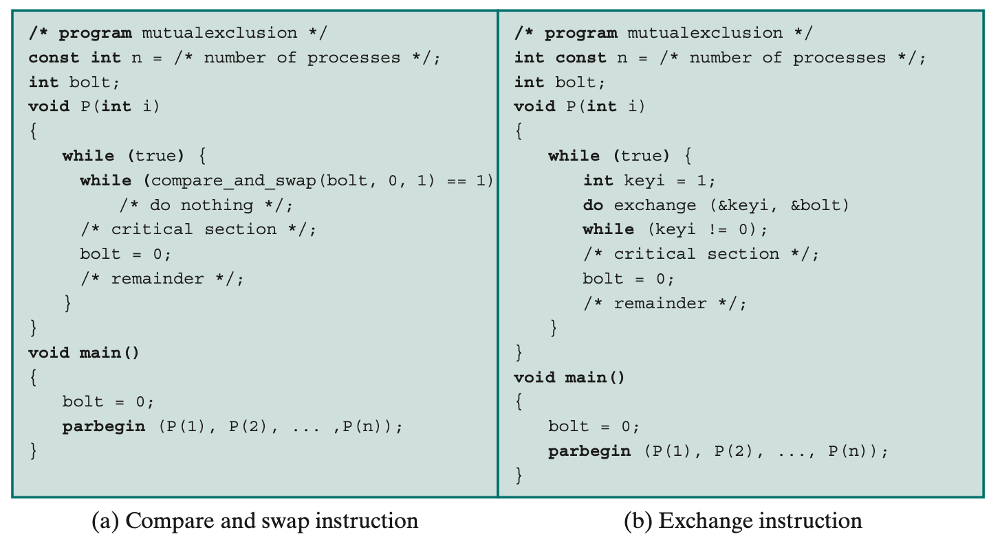 /* program mutualexclusion */
const int n = /* number of processes */;
int bolt;
void P(int i)
{
while (true) {
while (compare_and_swap(bolt, 0, 1) == 1)
/* do nothing */;
/* critical section */;
bolt = 0;
/* remainder */;
}
}
void main()
{
bolt = 0;
parbegin (P(1), P(2), ... ,P(n));
}
(a) Compare and swap instruction
/* program mutualexclusion */
int const n = /* number of processes */;
int bolt;
void P(int i)
{
while (true) {
int keyi = 1;
do exchange (&keyi, &bolt)
while (keyi != 0);
/* critical section */;
bolt = 0;
/* remainder */;
}
}
void main()
{
bolt = 0;
parbegin (P(1), P(2), ..., P(n));
}
(b) Exchange instruction